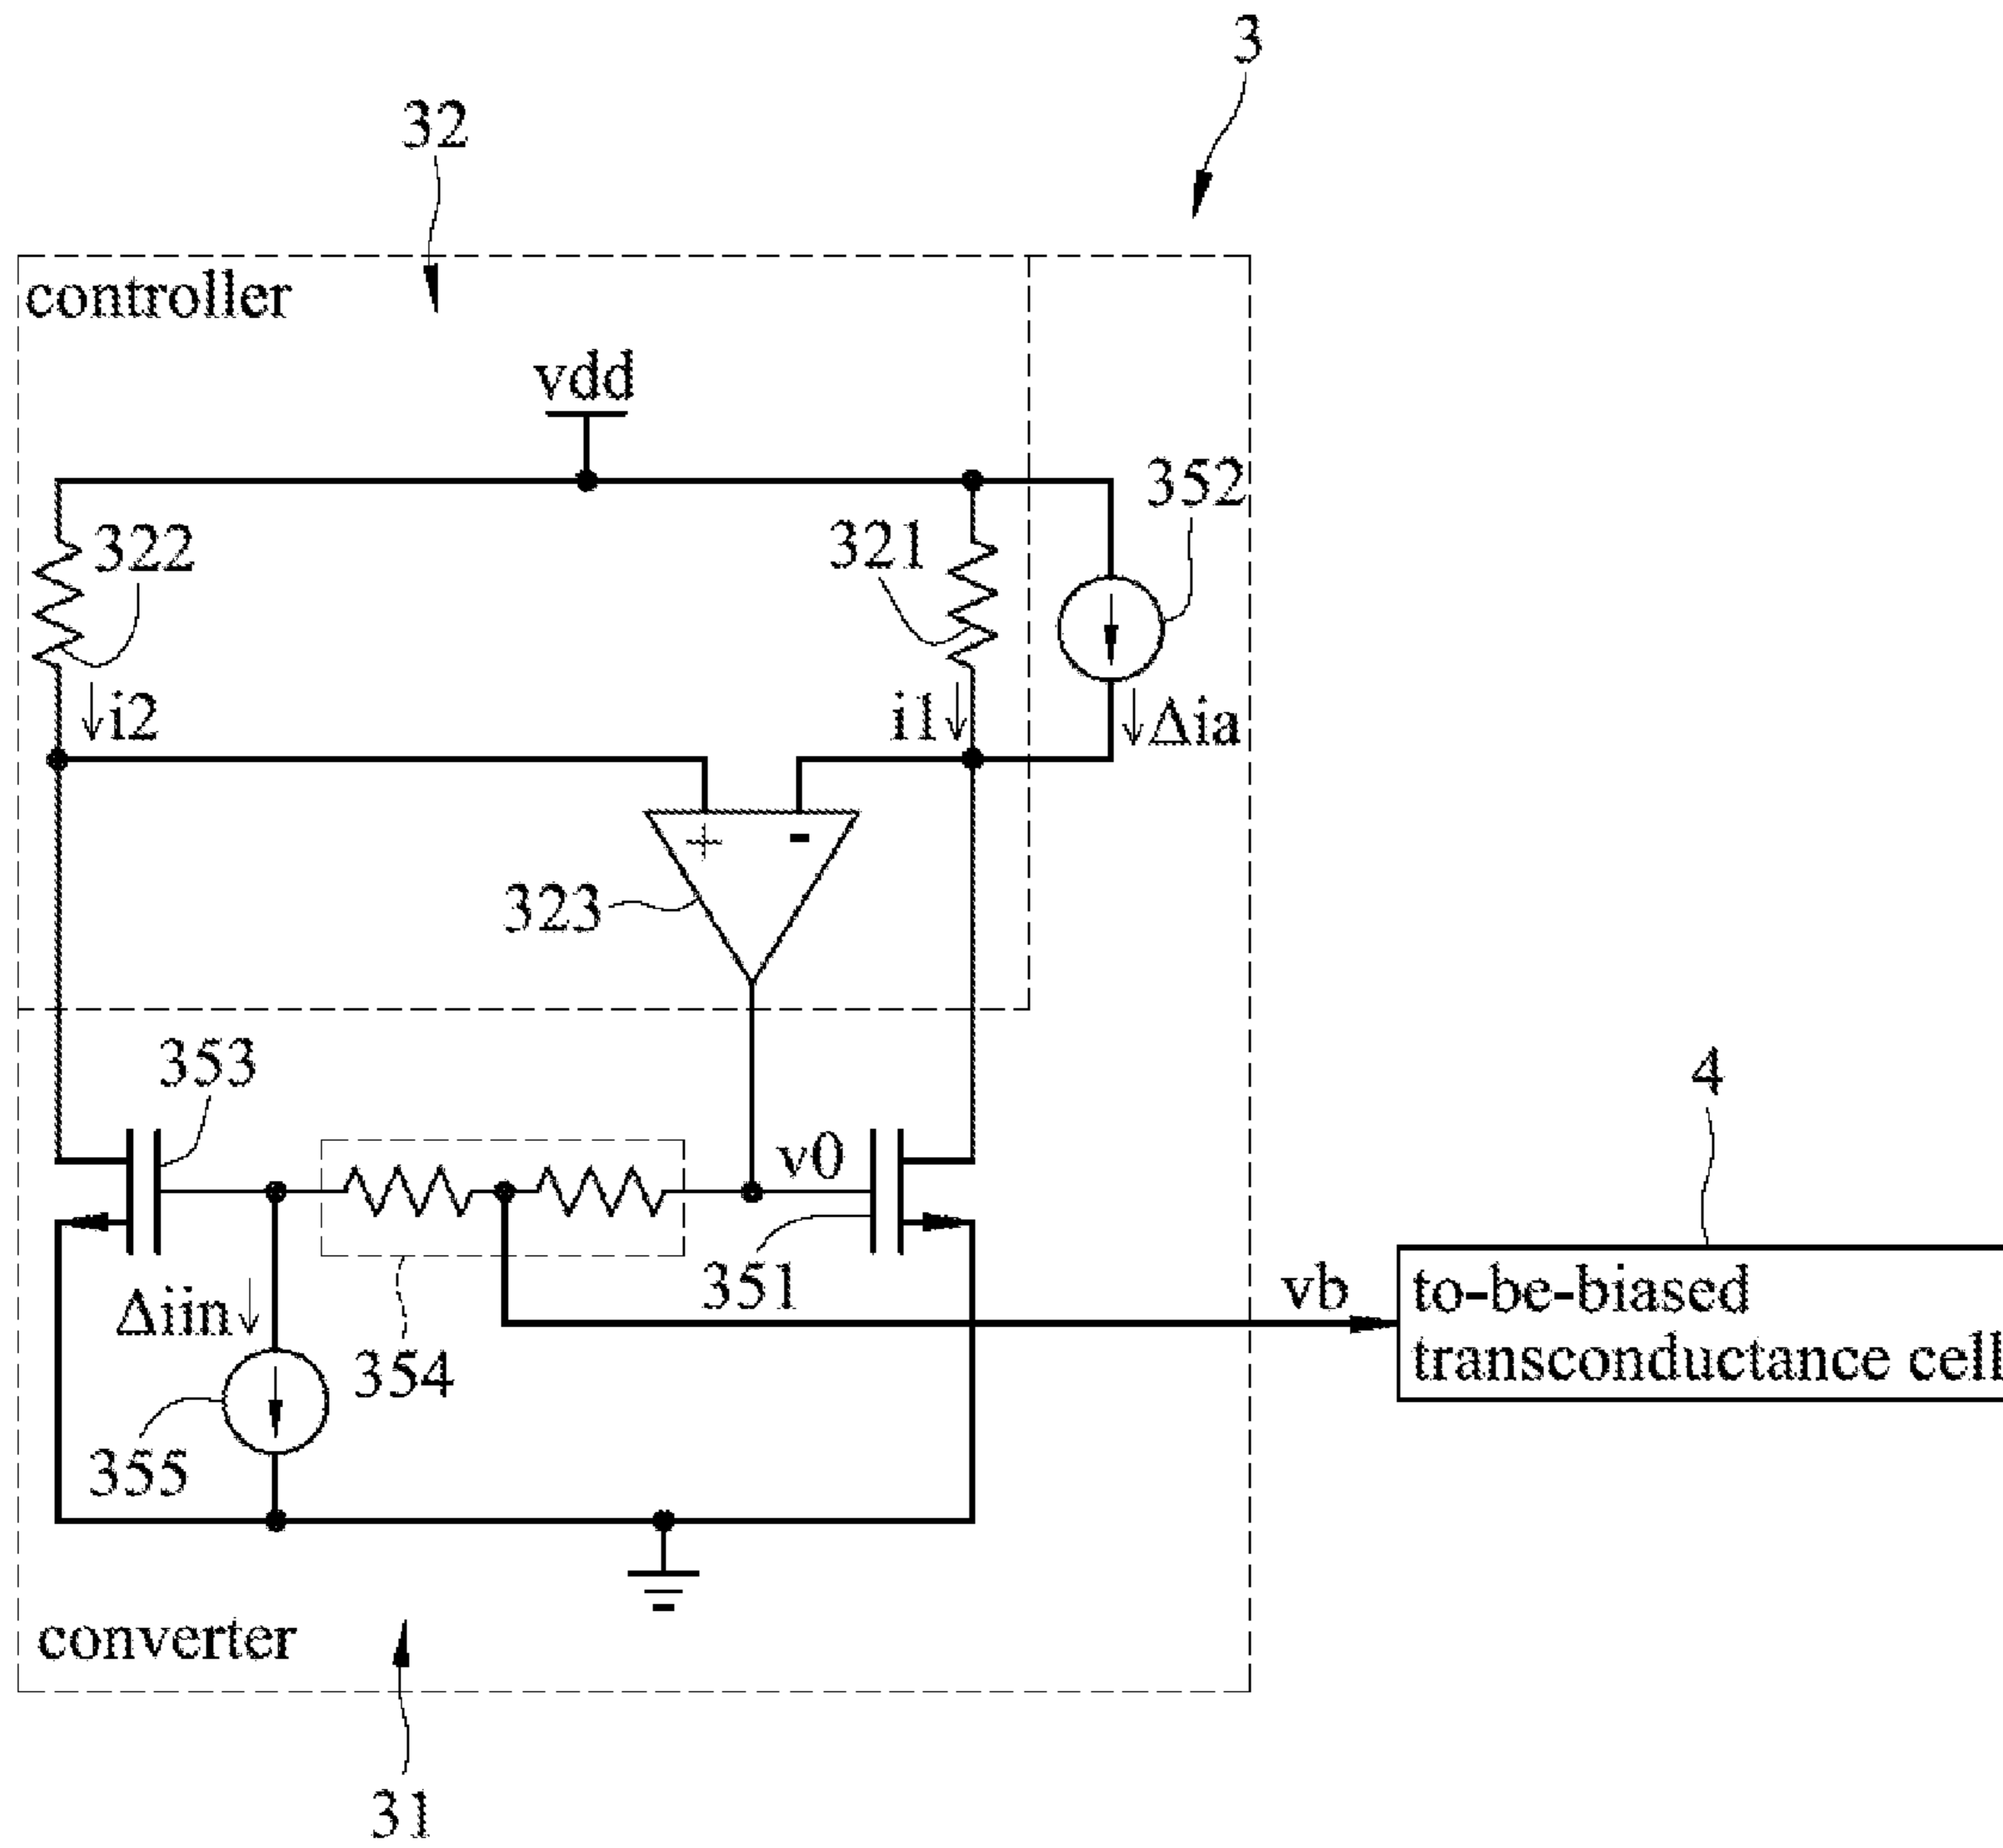 3
32
controller
vdd
352
322
321
i2
i1
Δia
+
-
323
353
v0
4
351
Δiin
354
vb
to-be-biased
transconductance cell
355
converter
31